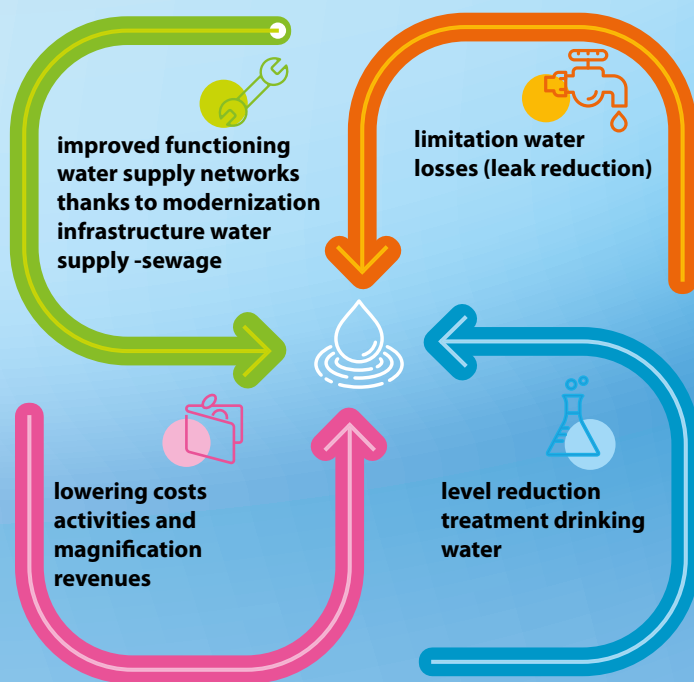 improved functioning
water supply networks
thanks to modernization
infrastructure water
supply -sewage
limitation water
losses (leak reduction)
lowering costs
activities and
magnification
revenues
level reduction
treatment drinking
water